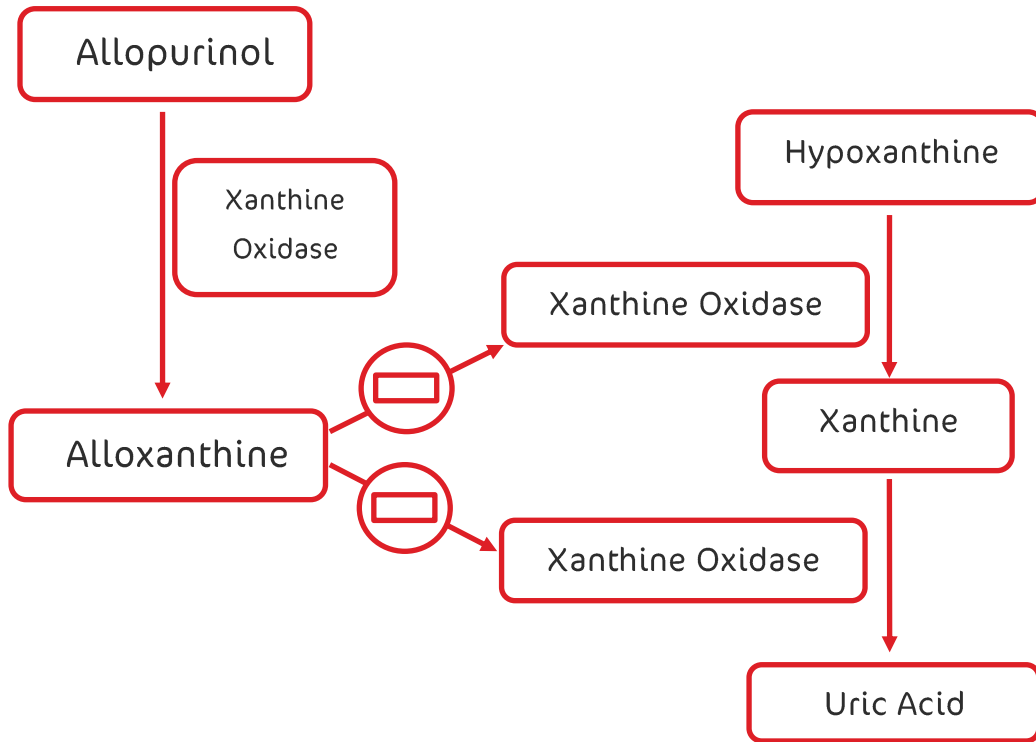 Allopurinol
Hypoxanthine
Xanthine
Oxidase
Xanthine Oxidase
Xanthine
Alloxanthine
Xanthine Oxidase
Uric Acid